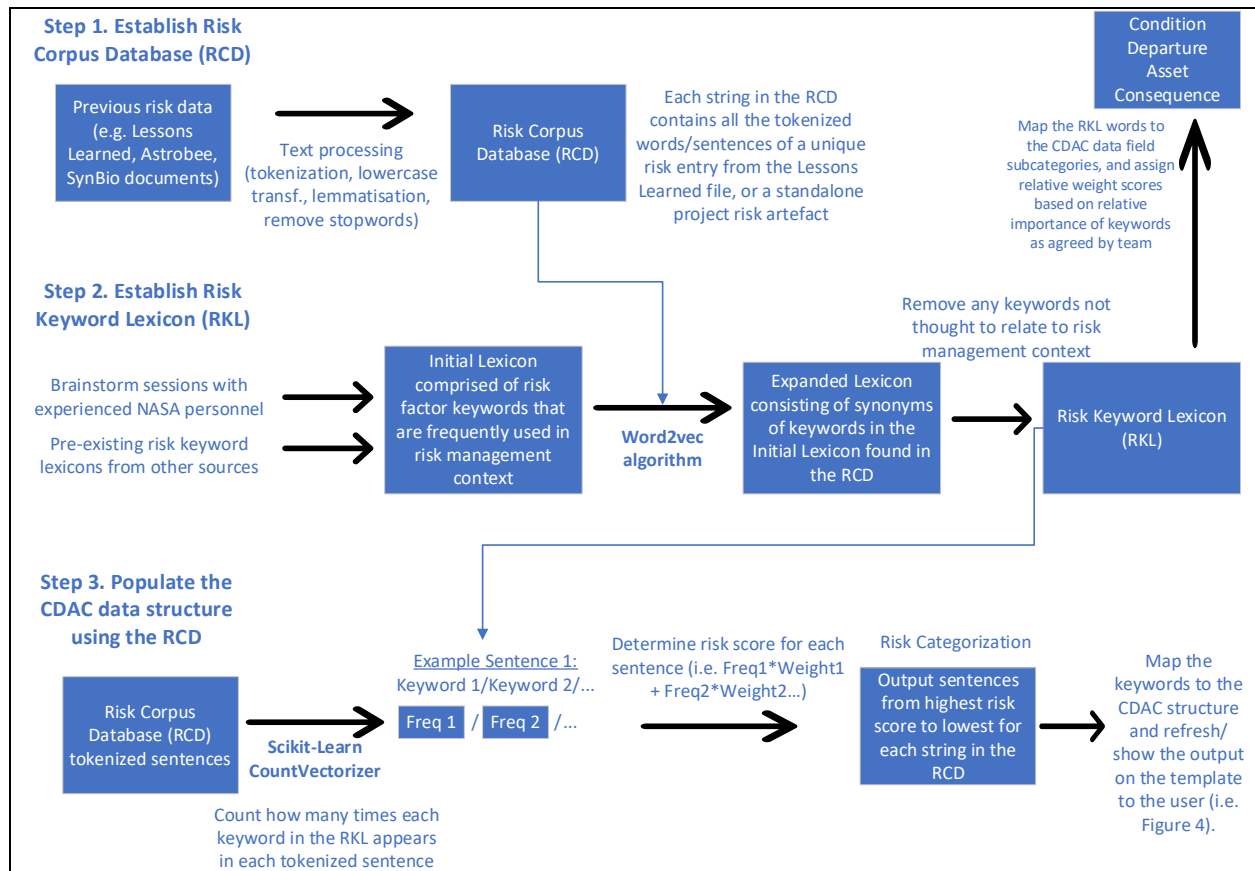 Step 1. Establish Risk
Corpus Database (RCD)
Previous risk data
(e.g. Lessons
Learned, Astrobee,
SynBio documents)
Text processing
(tokenization, lowercase
transf., lemmatisation,
remove stopwords)
Risk Corpus
Database (RCD)
Each string in the RCD
contains all the tokenized
words/sentences of a unique
risk entry from the Lessons
Learned file, or a standalone
project risk artefact
Condition
Departure
Asset
Consequence
Map the RKL words to
the CDAC data field
subcategories, and assign
relative weight scores
based on relative
importance of keywords
as agreed by team
Step 2. Establish Risk
Keyword Lexicon (RKL)
Brainstorm sessions with
experienced NASA personnel
Pre-existing risk keyword
lexicons from other sources
Initial Lexicon
comprised of risk
factor keywords that
are frequently used in
risk management
context
Word2vec
algorithm
Expanded Lexicon
consisting of synonyms
of keywords in the
Initial Lexicon found in
the RCD
Remove any keywords not
thought to relate to risk
management context
Risk Keyword Lexicon
(RKL)
Step 3. Populate the
CDAC data structure
using the RCD
Risk Corpus
Database (RCD)
tokenized sentences
Scikit-Learn
CountVectorizer
Count how many times each
keyword in the RKL appears
in each tokenized sentence
Example Sentence 1:
Keyword 1/Keyword 2/...
Freq 1 / Freq 2 /...
Determine risk score for each
sentence (i.e. Freq1*Weight1
+ Freq2*Weight2...)
Risk Categorization
Output sentences
from highest risk
score to lowest for
each string in the
RCD
Map the
keywords to the
CDAC structure
and refresh/
show the output
on the template
to the user (i.e.
Figure 4).